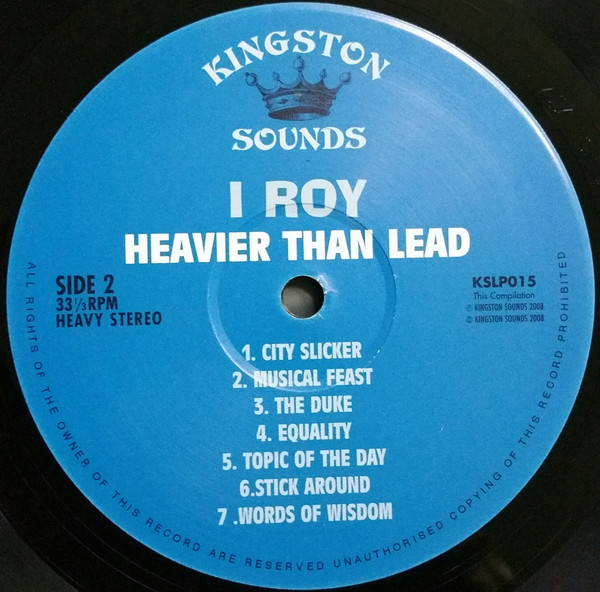 KINGSTON
SOUNDS
I ROY
HEAVIER THAN LEAD
SIDE 2
33⅓RPM
HEAVY STEREO
KSLP015
This Compilation
℗ KINGSTON SOUNDS 2008
© KINGSTON SOUNDS 2008
1. CITY SLICKER
2. MUSICAL FEAST
3. THE DUKE
4. EQUALITY
5. TOPIC OF THE DAY
6.STICK AROUND
7 .WORDS OF WISDOM
ALL RIGHTS OF THE OWNER OF THIS RECORD ARE RESERVED UNAUTHORISED COPYING OF THIS RECORD PROHIBITED